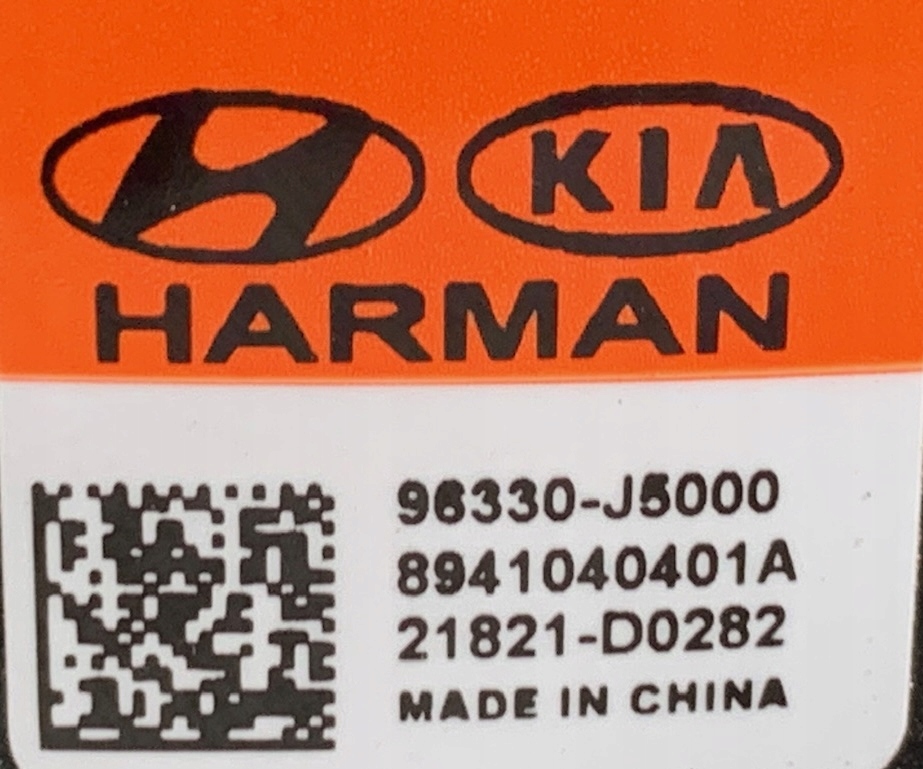 KIA
HARMAN
96330-J5000
8941040401A
21821-D0282
MADE IN CHINA